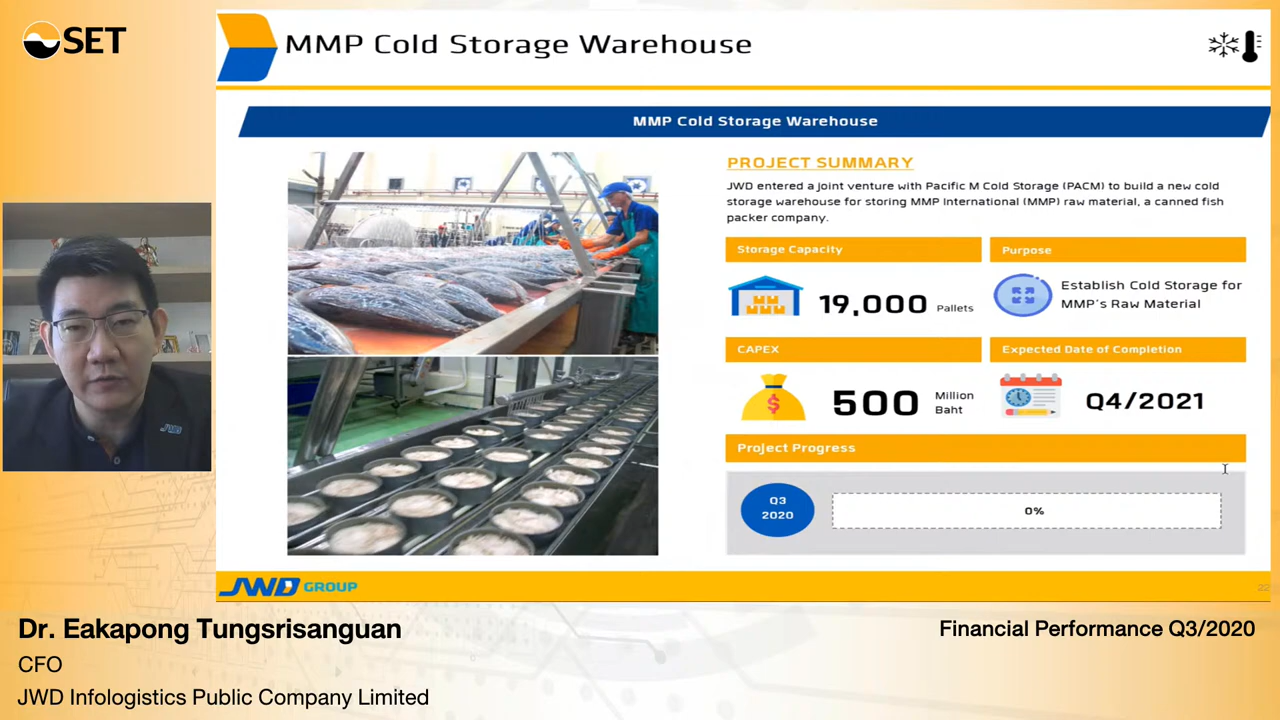 SET
MMP Cold Storage Warehouse
MMP Cold Storage Warehouse
PROJECT SUMMARY
JWD entered a joint venture with Pacific M Cold Storage (PACM) to build a new cold
storage warehouse for storing MMP International (MMP) raw material, a canned fish
packer company.
Storage Capacity
19,000 Pallets
Purpose
Establish Cold Storage for
MMP's Raw Material
CAPEX
500 Million
Baht
Expected Date of Completion
Q4/2021
Project Progress
Q3
2020
0%
JWD GROUP
22
JWD
Dr. Eakapong Tungsrisanguan
CFO
JWD Infologistics Public Company Limited
Financial Performance Q3/2020